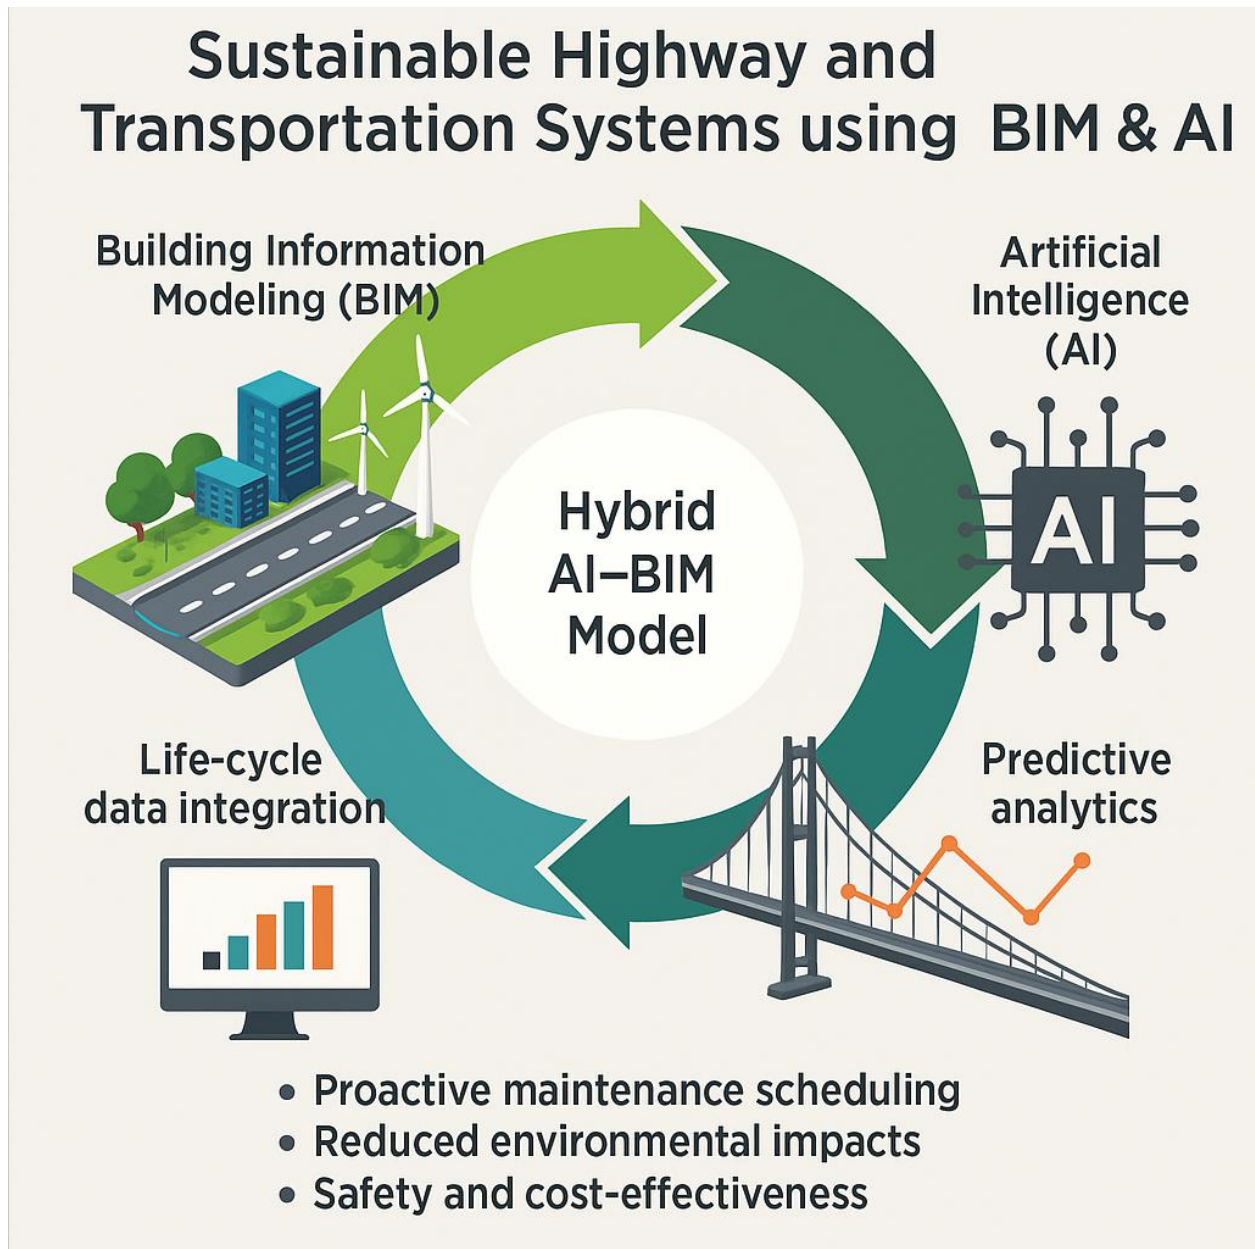 Sustainable Highway and
Transportation Systems using BIM & AI
Building Information
Modeling (BIM)
Artificial
Intelligence
(AI)
AI
Hybrid
AI–BIM
Model
Life-cycle
data integration
Predictive
analytics
• Proactive maintenance scheduling
• Reduced environmental impacts
• Safety and cost-effectiveness